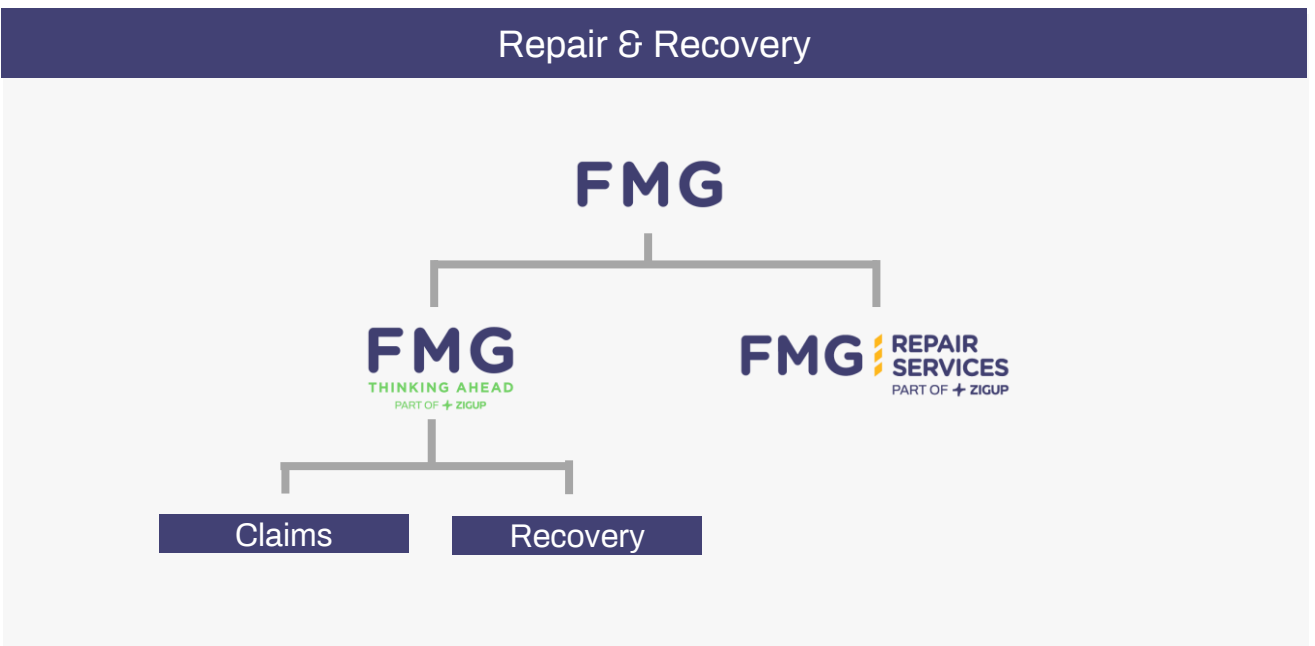 Repair & Recovery
FMG
FMG
THINKING AHEAD
PART OF ZIGUP
FMG REPAIR
SERVICES
PART OF ZIGUP
Claims
Recovery